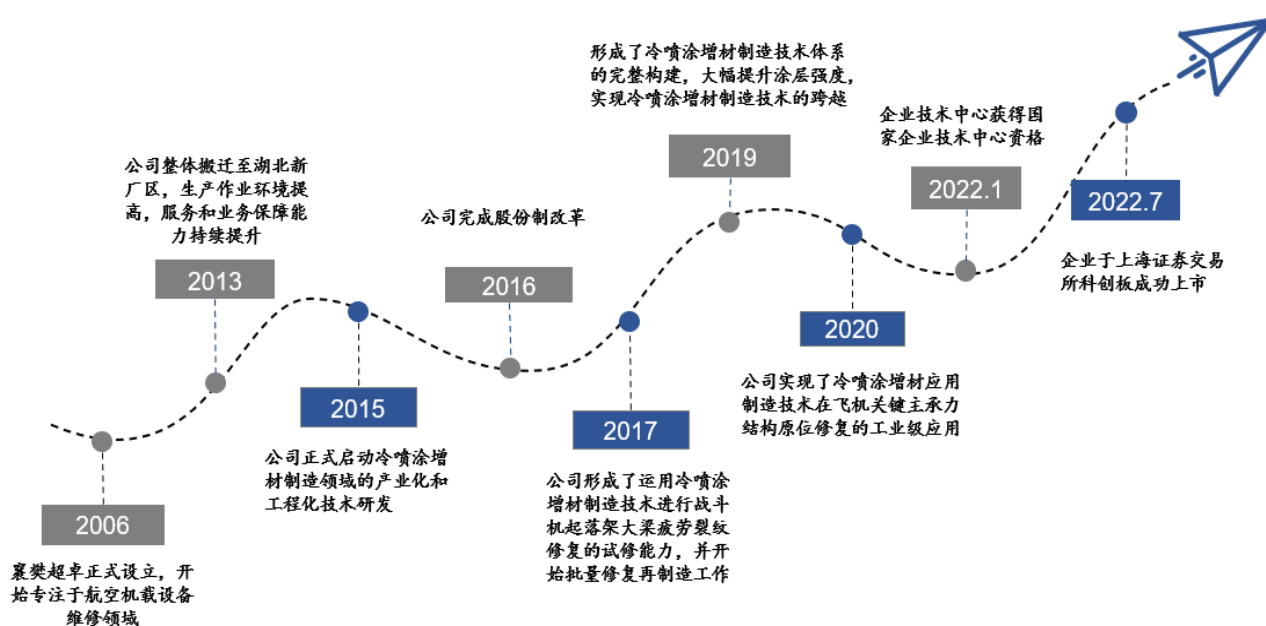 2006
襄樊超卓正式设立，开
始专注于航空机载设备
维修领域
公司整体搬迁至湖北新
厂区，生产作业环境提
高，服务和业务保障能
力持续提升
2013
2015
公司正式启动冷喷涂增
材制造领域的产业化和
工程化技术研发
公司完成股份制改革
2016
2017
公司形成了运用冷喷涂
增材制造技术进行战斗
机起落架大梁疲劳裂纹
修复的试修能力，并开
始批量修复再制造工作
形成了冷喷涂增材制造技术体系
的完整构建，大幅提升涂层强度，
实现冷喷涂增材制造技术的跨越
2019
2020
公司实现了冷喷涂增材应用
制造技术在飞机关键主承力
结构原位修复的工业级应用
企业技术中心获得国
家企业技术中心资格
2022.1
2022.7
企业于上海证券交易
所科创板成功上市